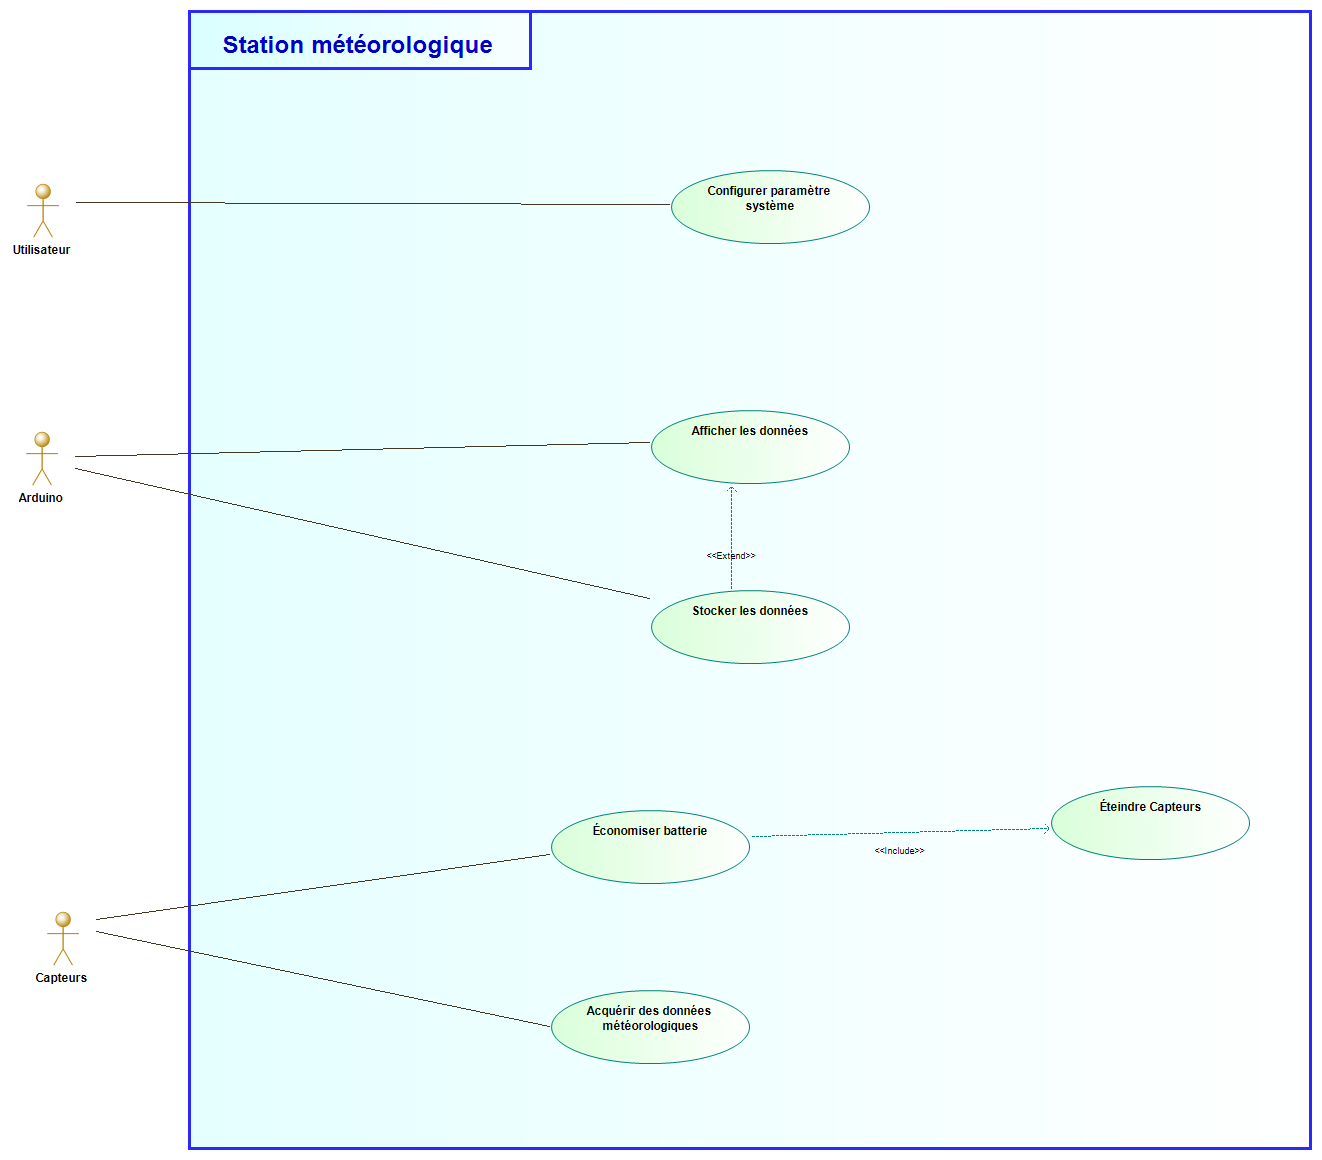 Station météorologique
Configurer paramètre
système
Utilisateur
Afficher les données
Arduino
<<Extend>>
Stocker les données
Éteindre Capteurs
Économiser batterie
<<Include>>
Capteurs
Acquérir des données
météorologiques